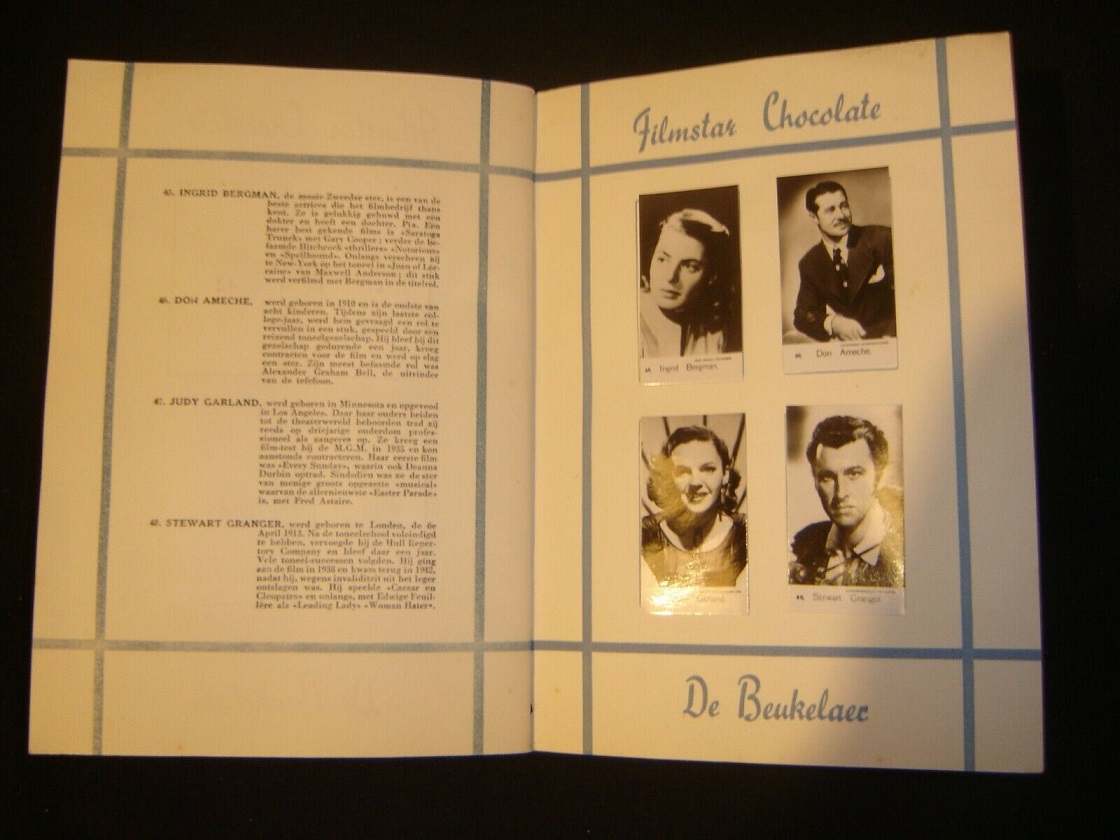 45. INGRID BERGMAN, de mooie Zweedse ster, is een van de
beste actrices die het filmbedrijf thans
kent. Ze is gelukkig gehuwd met een
dokter en heeft een dochter, Pia. Een
harer best gekende films is «Saratoga
Trunck» met Gary Cooper; verder de be-
faamde Hitchcock «thrillers» «Notorious»
en «Spellbound». Onlangs verscheen zij
te New-York op het toneel in «Joan of Lor-
raine» van Maxwell Anderson; dit stuk
werd verfilmd met Bergman in de titelrol.
46. DON AMECHE, werd geboren in 1910 en is de oudste van
acht kinderen. Tijdens zijn laatste col-
lege-jaar, werd hem gevraagd een rol te
vervullen in een stuk, gespeeld door een
reizend toneelgezelschap. Hij bleef bij dit
gezelschap gedurende een jaar, kreeg
contracten voor de film en werd op slag
een ster. Zijn meest befaamde rol was
Alexander Graham Bell, de uitvinder
van de telefoon.
47. JUDY GARLAND, werd geboren in Minnesota en opgevoed
in Los Angeles. Daar haar ouders beiden
tot de theaterwereld behoorden trad zij
reeds op driejarige ouderdom profes-
sioneel als zangeres op. Ze kreeg een
film-test bij de M.G.M. in 1935 en kon
aanstonds contracteren. Haar eerste film
was «Every Sunday», waarin ook Deanna
Durbin optrad. Sindsdien was ze de ster
van menige groots opgezette «musical»
waarvan de allernieuwste «Easter Parade»
is, met Fred Astaire.
48. STEWART GRANGER, werd geboren te Londen, de 6e
April 1913. Na de toneelschool voleindigd
te hebben, vervoegde hij de Hull Reper-
tory Company en bleef daar een jaar.
Vele toneel-successen volgden. Hij ging
aan de film in 1938 en kwam terug in 1942,
nadat hij, wegens invaliditeit uit het leger
ontslagen was. Hij speelde «Caesar en
Cleopatra» en onlangs, met Edwige Feuil-
lère als «Leading Lady» «Woman Hater».
Filmstar Chocolate
45. Ingrid Bergman
46. Don Ameche
Garland
48. Stewart Granger
De Beukelaer